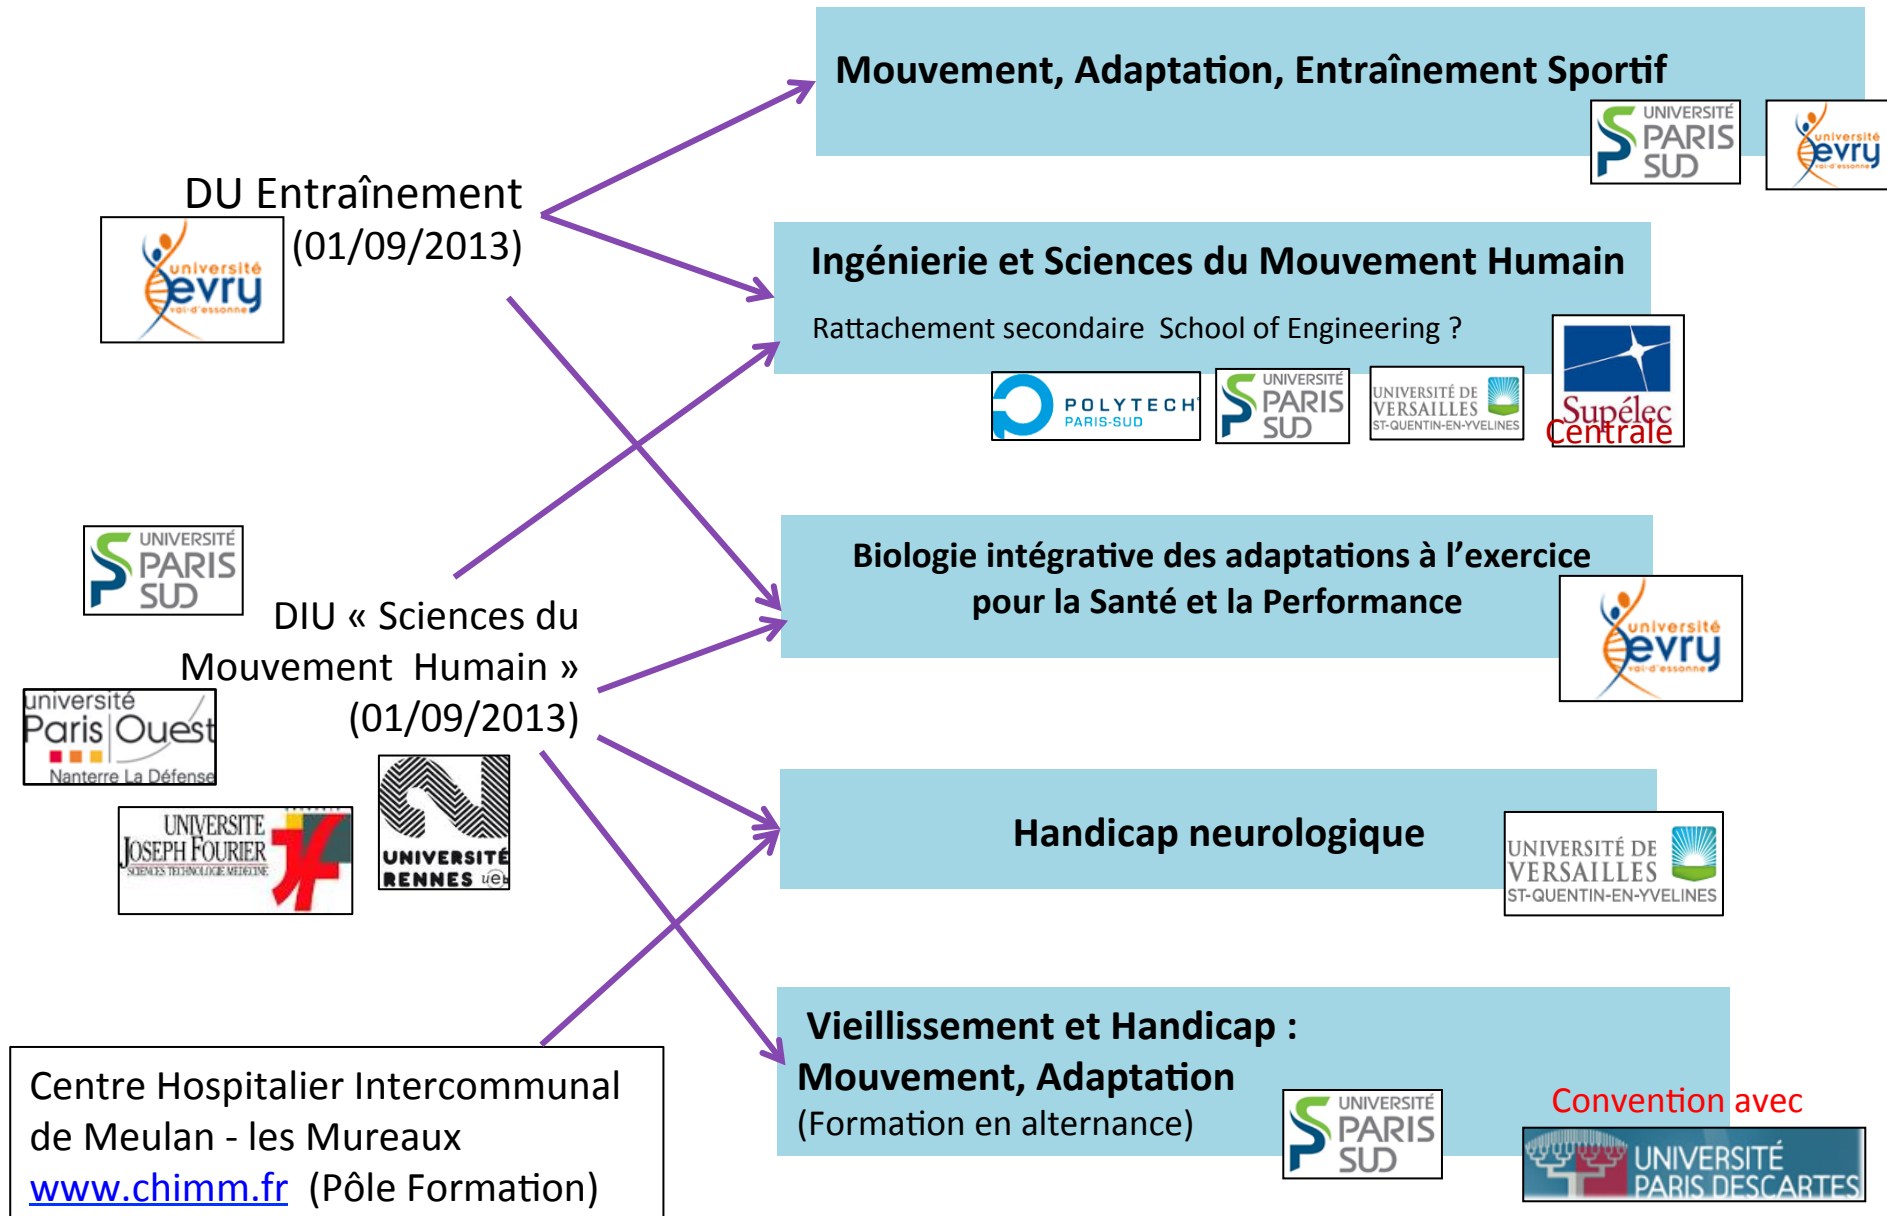 Mouvement, Adaptation, Entraînement Sportif
UNIVERSITÉ
PARIS
SUD
université
evry
val-d'essonne
DU Entraînement
(01/09/2013)
université
evry
val-d'essonne
Ingénierie et Sciences du Mouvement Humain
Rattachement secondaire School of Engineering ?
POLYTECH
PARIS-SUD
UNIVERSITÉ
PARIS
SUD
UNIVERSITÉ DE
VERSAILLES
ST-QUENTIN-EN-YVELINES
Supélec
Centrale
UNIVERSITÉ
PARIS
SUD
DIU « Sciences du
Mouvement Humain »
(01/09/2013)
université
Paris Ouest
Nanterre La Défense
UNIVERSITE
JOSEPH FOURIER
SCIENCES TECHNOLOGIE MEDECINE
UNIVERSITÉ
RENNES ueb
Biologie intégrative des adaptations à l’exercice
pour la Santé et la Performance
université
evry
val-d'essonne
Handicap neurologique
UNIVERSITÉ DE
VERSAILLES
ST-QUENTIN-EN-YVELINES
Vieillissement et Handicap :
Mouvement, Adaptation
(Formation en alternance)
UNIVERSITÉ
PARIS
SUD
Convention avec
UNIVERSITÉ
PARIS DESCARTES
Centre Hospitalier Intercommunal
de Meulan - les Mureaux
www.chimm.fr (Pôle Formation)